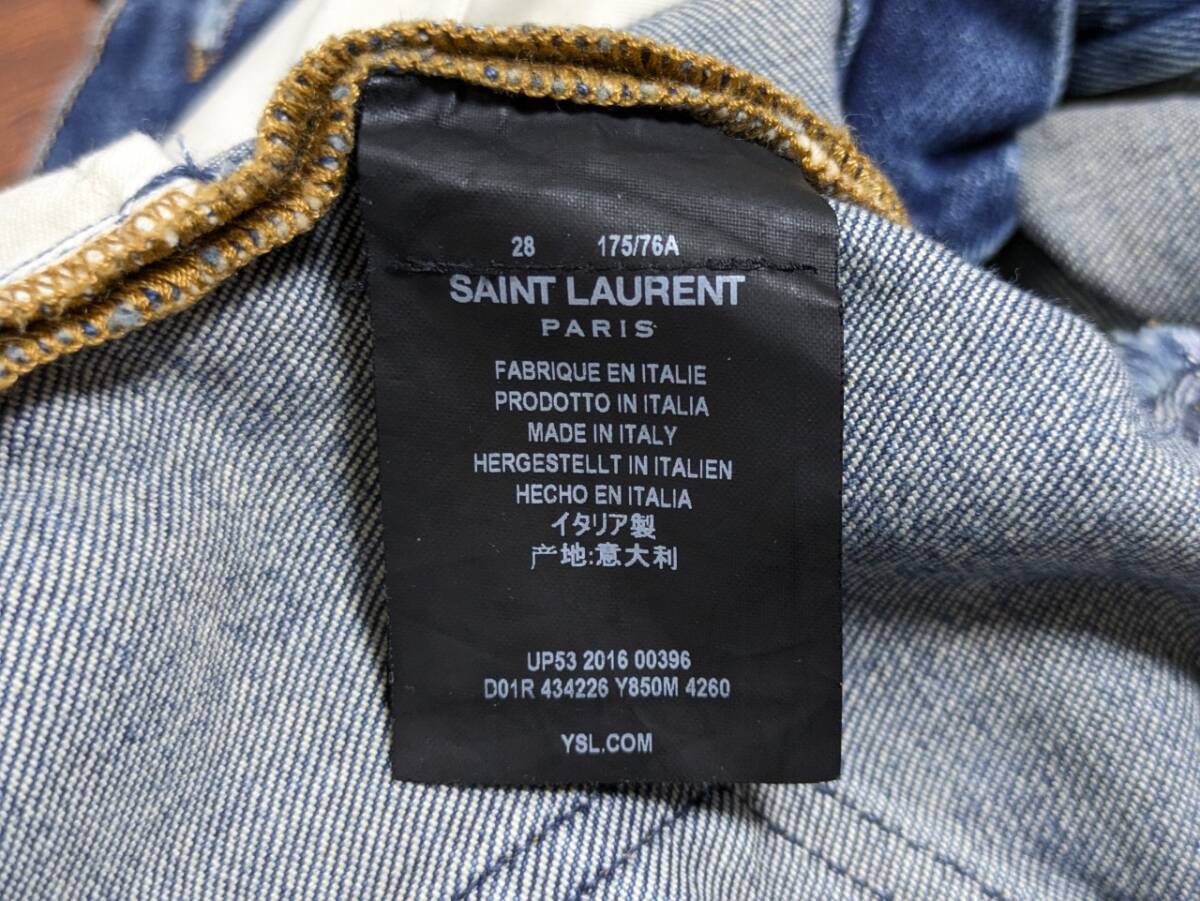 28 175/76A
SAINT LAURENT
PARIS
FABRIQUE EN ITALIE
PRODOTTO IN ITALIA
MADE IN ITALY
HERGESTELLT IN ITALIEN
HECHO EN ITALIA
イタリア製
产地:意大利
UP53 2016 00396
D01R 434226 Y850M 4260
YSL.COM